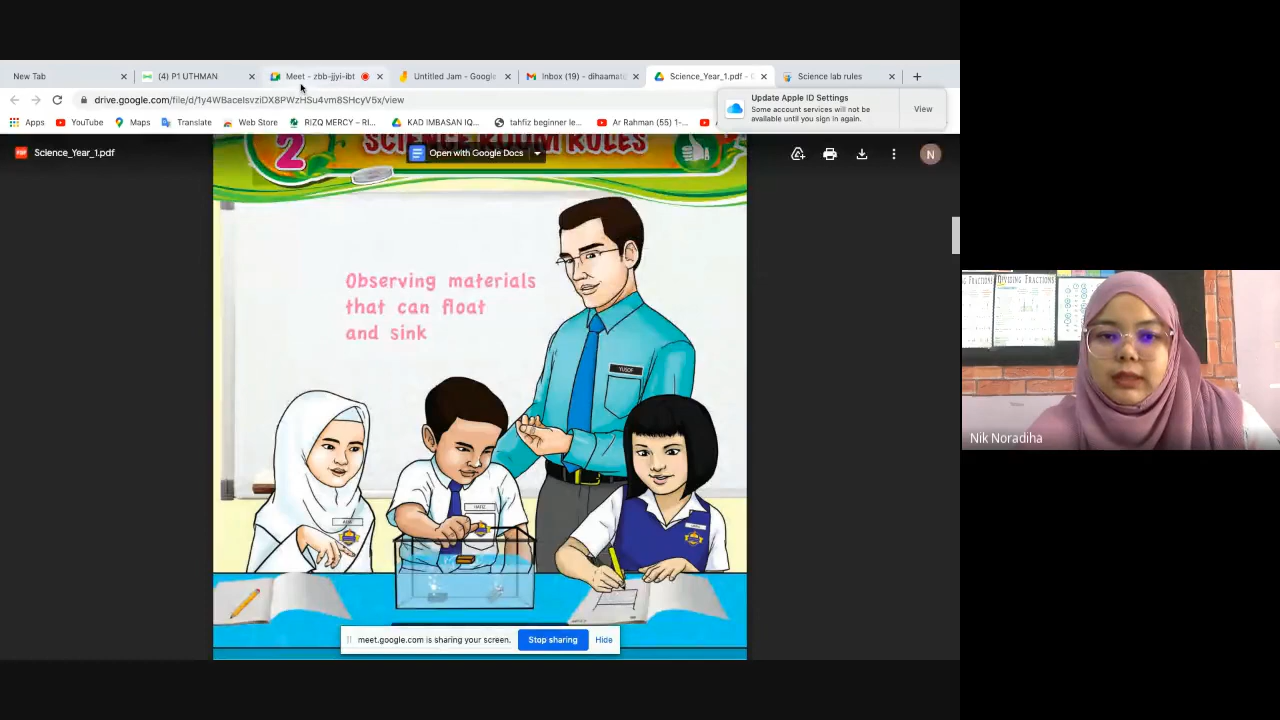 New Tab
(4) P1 UTHMAN
Meet - zbb-jjyi-ibt
Untitled Jam - Google
Inbox (19) - dihaamat
Science_Year_1.pdf -
Science lab rules
drive.google.com/file/d/1y4WBaceIsvziDX8PWzHSu4vm8SHcyV5x/view
Update Apple ID Settings
Some account services will not be
available until you sign in again.
View
Apps
YouTube
Maps
Translate
Web Store
RIZQ MERCY – RI...
KAD IMBASAN IQ...
tahfiz beginner le...
Ar Rahman (55) 1-...
PDF
Science_Year_1.pdf
Open with Google Docs
N
2
SCIENCE ROOM RULES
Observing materials
that can float
and sink
YUSOF
HAFIZ
DIVIDING FRACTIONS
Nik Noradiha
meet.google.com is sharing your screen.
Stop sharing
Hide